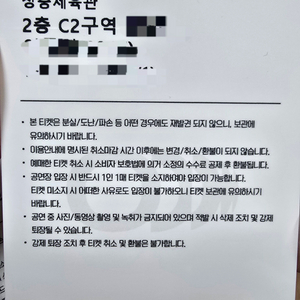 장충체육관
2층 C2구역
• 본 티켓은 분실/도난/파손 등 어떤 경우에도 재발권 되지 않으니, 보관에
유의하시기 바랍니다.
• 이용안내에 명시된 취소마감 시간 이후에는 변경/취소/환불이 되지 않습니다.
• 예매한 티켓 취소 시 소비자 보호법에 의거 소정의 수수료 공제 후 환불됩니다.
• 공연장 입장 시 반드시 1인 1매 티켓을 소지하여야 입장이 가능합니다.
티켓 미소지 시 어떠한 사유로도 입장이 불가하오니 티켓 보관에 유의하시기
바랍니다.
• 공연 중 사진/동영상 촬영 및 녹취가 금지되어 있으며 적발 시 삭제 조치 및 강제
퇴장될 수 있습니다.
• 강제 퇴장 조치 후 티켓 취소 및 환불은 불가합니다.